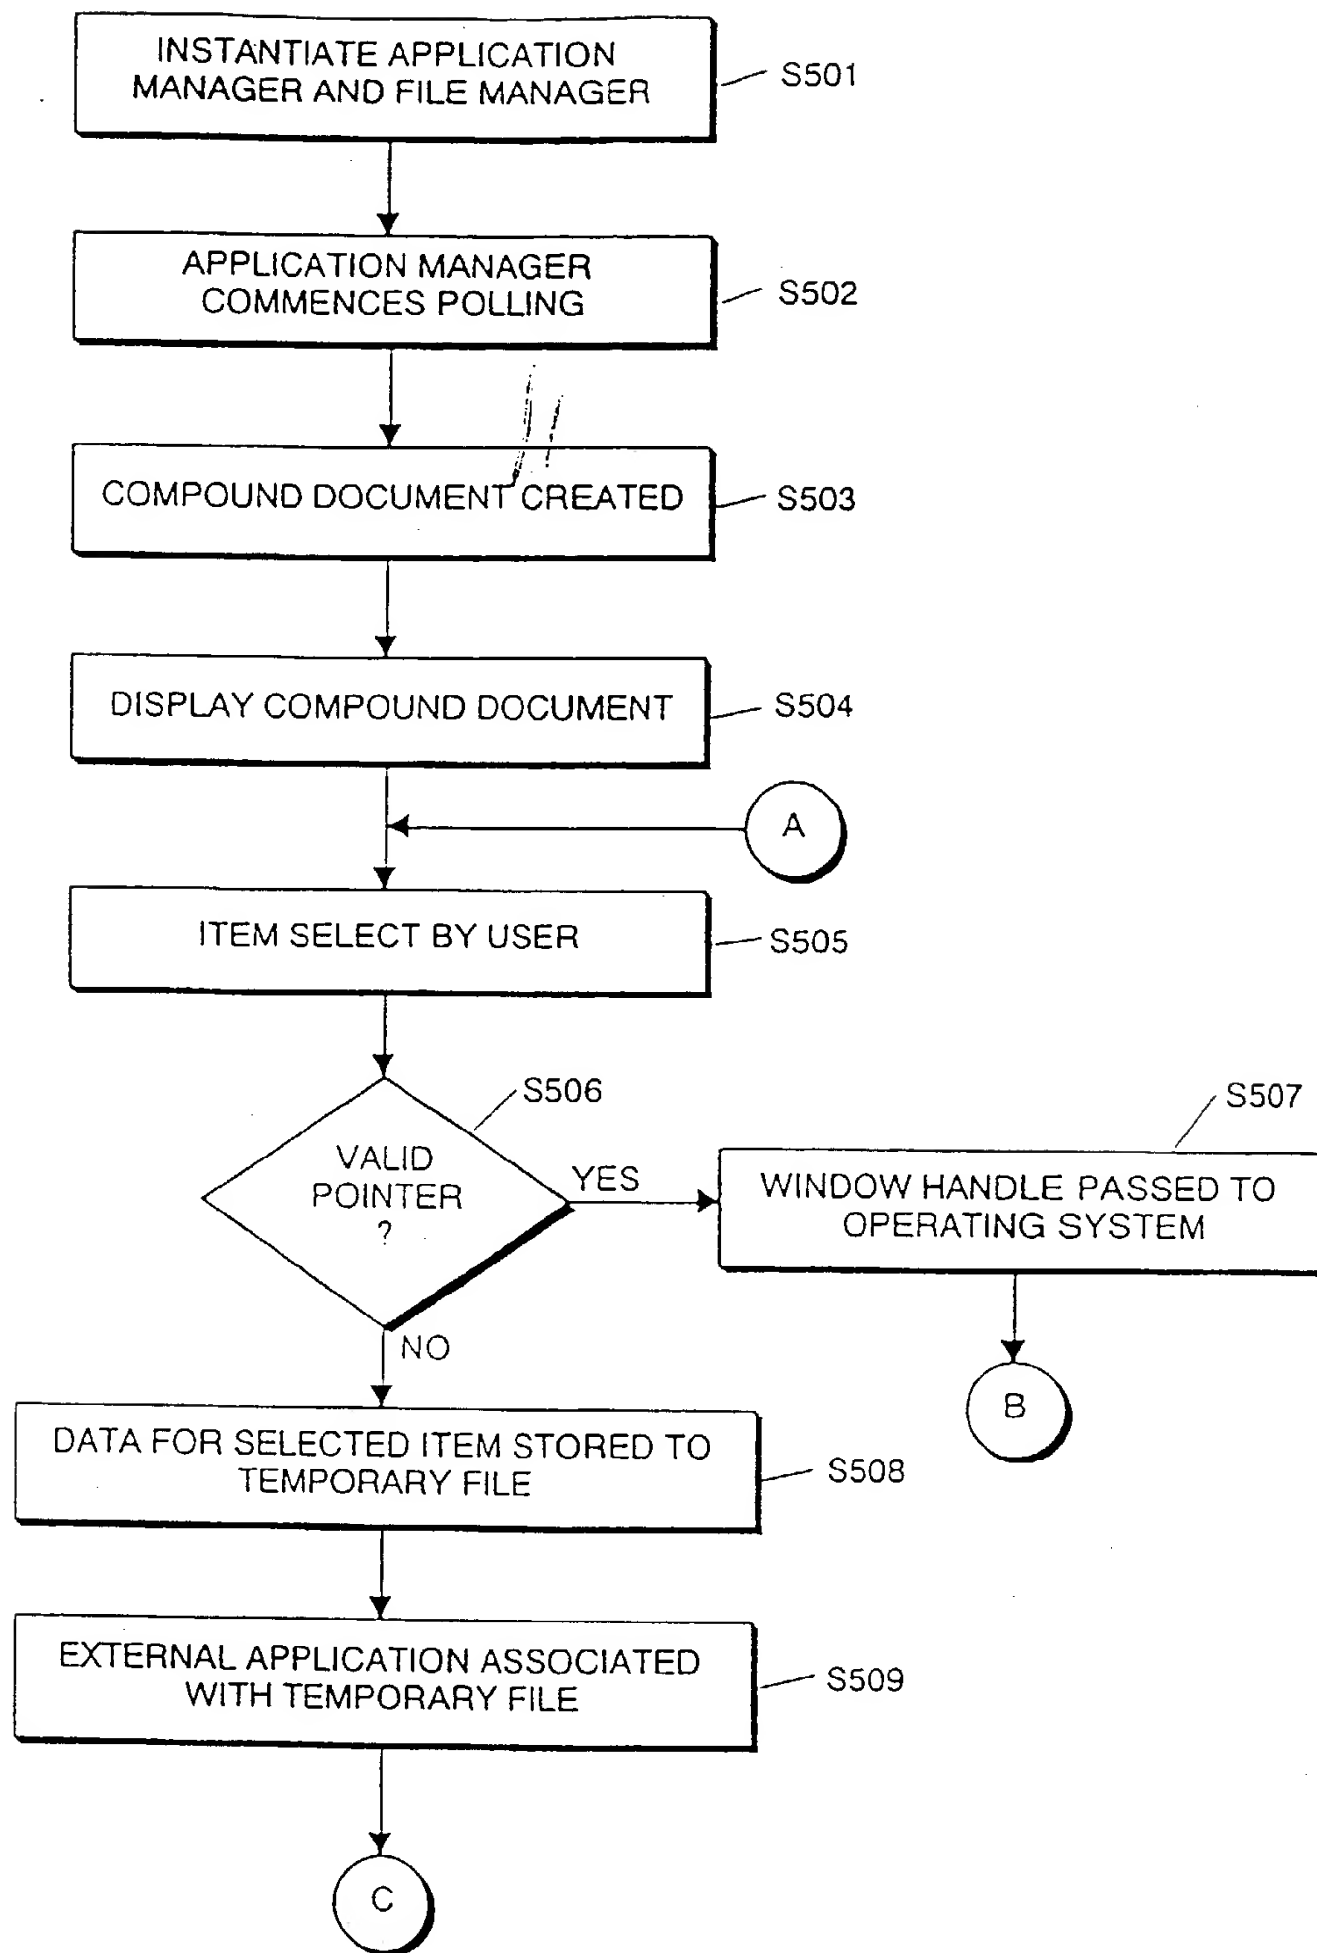 INSTANTIATE APPLICATION
MANAGER AND FILE MANAGER
S501
APPLICATION MANAGER
COMMENCES POLLING
S502
COMPOUND DOCUMENT CREATED
S503
DISPLAY COMPOUND DOCUMENT
S504
A
ITEM SELECT BY USER
S505
S506
VALID
POINTER
?
YES
S507
WINDOW HANDLE PASSED TO
OPERATING SYSTEM
NO
B
DATA FOR SELECTED ITEM STORED TO
TEMPORARY FILE
S508
EXTERNAL APPLICATION ASSOCIATED
WITH TEMPORARY FILE
S509
C